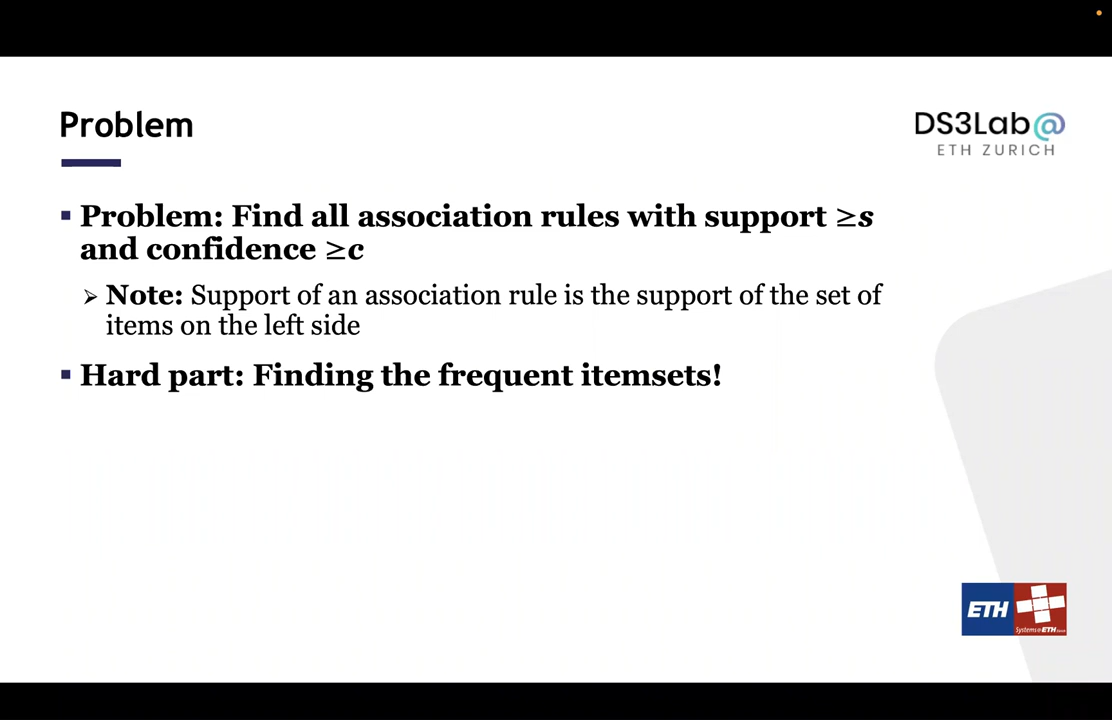 Problem
DS3Lab@
ETH ZURICH
▪ Problem: Find all association rules with support ≥s
and confidence ≥c
➢ Note: Support of an association rule is the support of the set of
items on the left side
▪ Hard part: Finding the frequent itemsets!
ETH
Systems@ETH